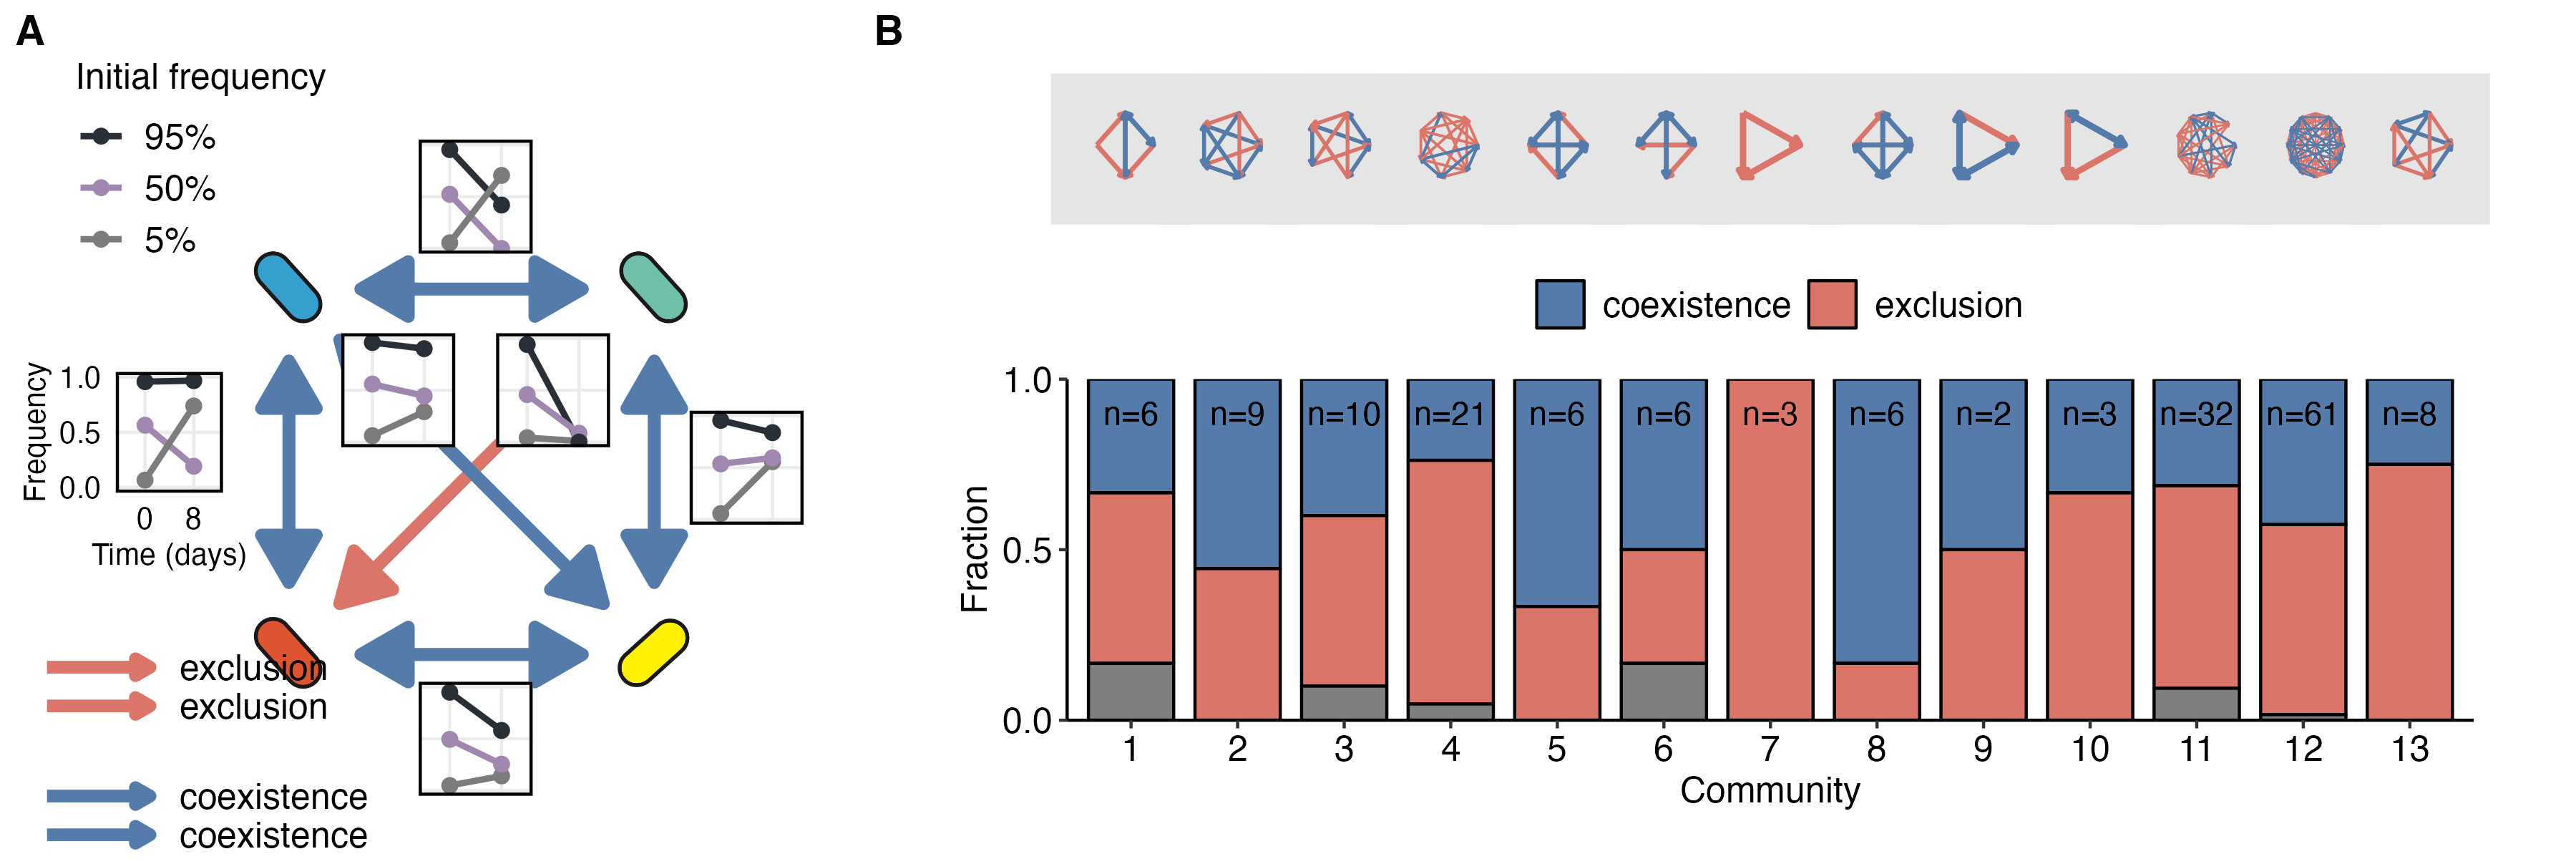 A
Initial frequency
95%
50%
5%
Frequency
1.0
0.5
0.0
0 8
Time (days)
exclusion
exclusion
coexistence
coexistence
B
coexistence exclusion
Fraction
1.0
0.5
0.0
n=6 n=9 n=10 n=21 n=6 n=6 n=3 n=6 n=2 n=3 n=32 n=61 n=8
1 2 3 4 5 6 7 8 9 10 11 12 13
Community